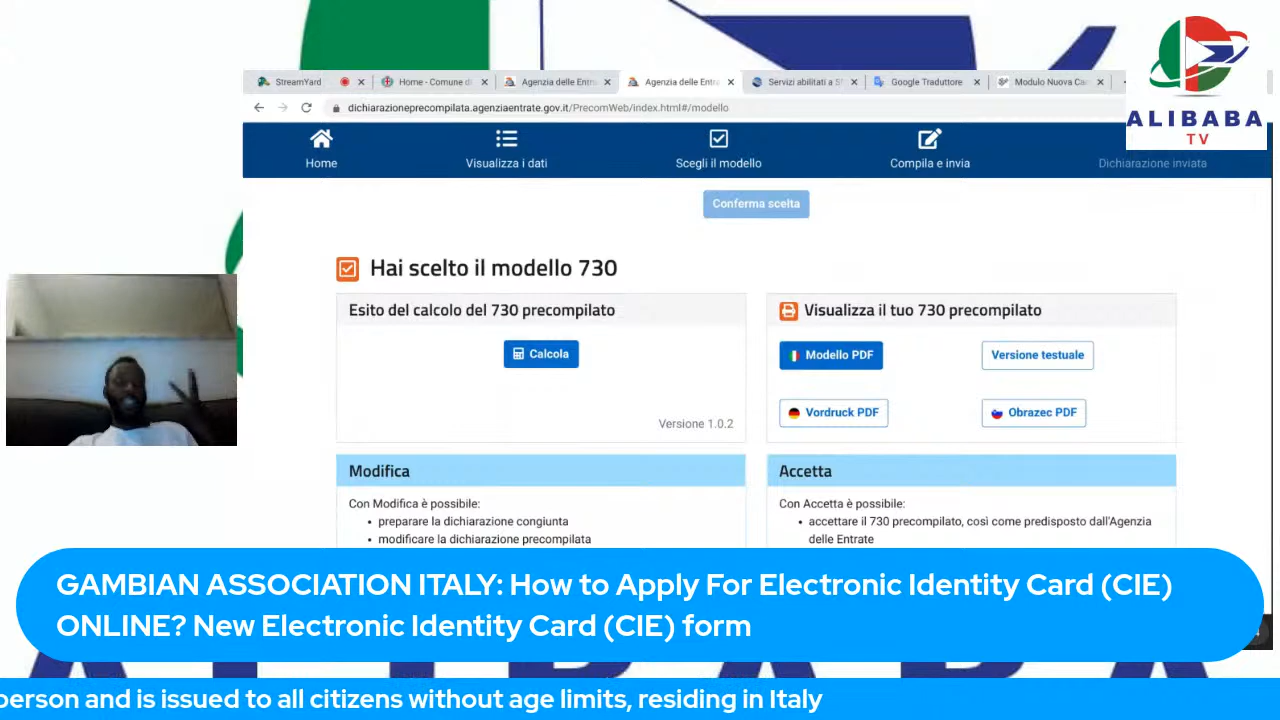 StreamYard
Home - Comune di
Agenzia delle Entra
Agenzia delle Entra
Servizi abilitati a S
Google Traduttore
Modulo Nuova Ca
dichiarazioneprecompilata.agenziaentrate.gov.it/PrecomWeb/index.html#/modello
ALIBABA
TV
Home
Visualizza i dati
Scegli il modello
Compila e invia
Dichiarazione inviata
Conferma scelta
Hai scelto il modello 730
Esito del calcolo del 730 precompilato
Calcola
Versione 1.0.2
Visualizza il tuo 730 precompilato
Modello PDF
Versione testuale
Vordruck PDF
Obrazec PDF
Modifica
Con Modifica è possibile:
• preparare la dichiarazione congiunta
• modificare la dichiarazione precompilata
Accetta
Con Accetta è possibile:
• accettare il 730 precompilato, così come predisposto dall'Agenzia
delle Entrate
GAMBIAN ASSOCIATION ITALY: How to Apply For Electronic Identity Card (CIE)
ONLINE? New Electronic Identity Card (CIE) form
person and is issued to all citizens without age limits, residing in Italy